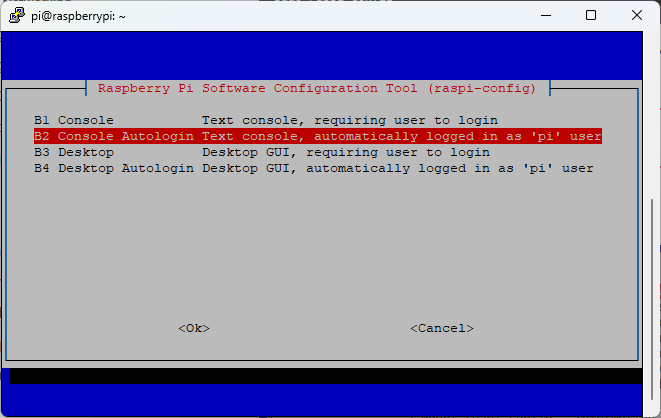 pi@raspberrypi: ~
Raspberry Pi Software Configuration Tool (raspi-config)
B1 Console Text console, requiring user to login
B2 Console Autologin Text console, automatically logged in as 'pi' user
B3 Desktop Desktop GUI, requiring user to login
B4 Desktop Autologin Desktop GUI, automatically logged in as 'pi' user
<Ok> <Cancel>